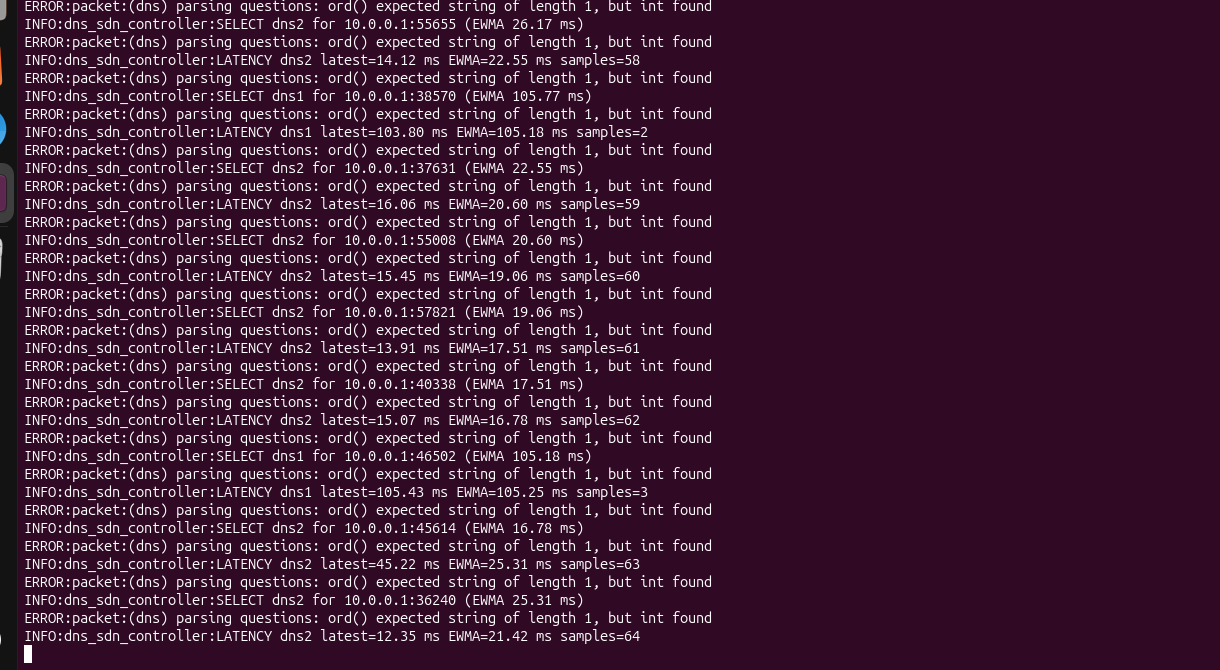 ERROR:packet:(dns) parsing questions: ord() expected string of length 1, but int found
INFO:dns_sdn_controller:SELECT dns2 for 10.0.0.1:55655 (EWMA 26.17 ms)
ERROR:packet:(dns) parsing questions: ord() expected string of length 1, but int found
INFO:dns_sdn_controller:LATENCY dns2 latest=14.12 ms EWMA=22.55 ms samples=58
ERROR:packet:(dns) parsing questions: ord() expected string of length 1, but int found
INFO:dns_sdn_controller:SELECT dns1 for 10.0.0.1:38570 (EWMA 105.77 ms)
ERROR:packet:(dns) parsing questions: ord() expected string of length 1, but int found
INFO:dns_sdn_controller:LATENCY dns1 latest=103.80 ms EWMA=105.18 ms samples=2
ERROR:packet:(dns) parsing questions: ord() expected string of length 1, but int found
INFO:dns_sdn_controller:SELECT dns2 for 10.0.0.1:37631 (EWMA 22.55 ms)
ERROR:packet:(dns) parsing questions: ord() expected string of length 1, but int found
INFO:dns_sdn_controller:LATENCY dns2 latest=16.06 ms EWMA=20.60 ms samples=59
ERROR:packet:(dns) parsing questions: ord() expected string of length 1, but int found
INFO:dns_sdn_controller:SELECT dns2 for 10.0.0.1:55008 (EWMA 20.60 ms)
ERROR:packet:(dns) parsing questions: ord() expected string of length 1, but int found
INFO:dns_sdn_controller:LATENCY dns2 latest=15.45 ms EWMA=19.06 ms samples=60
ERROR:packet:(dns) parsing questions: ord() expected string of length 1, but int found
INFO:dns_sdn_controller:SELECT dns2 for 10.0.0.1:57821 (EWMA 19.06 ms)
ERROR:packet:(dns) parsing questions: ord() expected string of length 1, but int found
INFO:dns_sdn_controller:LATENCY dns2 latest=13.91 ms EWMA=17.51 ms samples=61
ERROR:packet:(dns) parsing questions: ord() expected string of length 1, but int found
INFO:dns_sdn_controller:SELECT dns2 for 10.0.0.1:40338 (EWMA 17.51 ms)
ERROR:packet:(dns) parsing questions: ord() expected string of length 1, but int found
INFO:dns_sdn_controller:LATENCY dns2 latest=15.07 ms EWMA=16.78 ms samples=62
ERROR:packet:(dns) parsing questions: ord() expected string of length 1, but int found
INFO:dns_sdn_controller:SELECT dns1 for 10.0.0.1:46502 (EWMA 105.18 ms)
ERROR:packet:(dns) parsing questions: ord() expected string of length 1, but int found
INFO:dns_sdn_controller:LATENCY dns1 latest=105.43 ms EWMA=105.25 ms samples=3
ERROR:packet:(dns) parsing questions: ord() expected string of length 1, but int found
INFO:dns_sdn_controller:SELECT dns2 for 10.0.0.1:45614 (EWMA 16.78 ms)
ERROR:packet:(dns) parsing questions: ord() expected string of length 1, but int found
INFO:dns_sdn_controller:LATENCY dns2 latest=45.22 ms EWMA=25.31 ms samples=63
ERROR:packet:(dns) parsing questions: ord() expected string of length 1, but int found
INFO:dns_sdn_controller:SELECT dns2 for 10.0.0.1:36240 (EWMA 25.31 ms)
ERROR:packet:(dns) parsing questions: ord() expected string of length 1, but int found
INFO:dns_sdn_controller:LATENCY dns2 latest=12.35 ms EWMA=21.42 ms samples=64